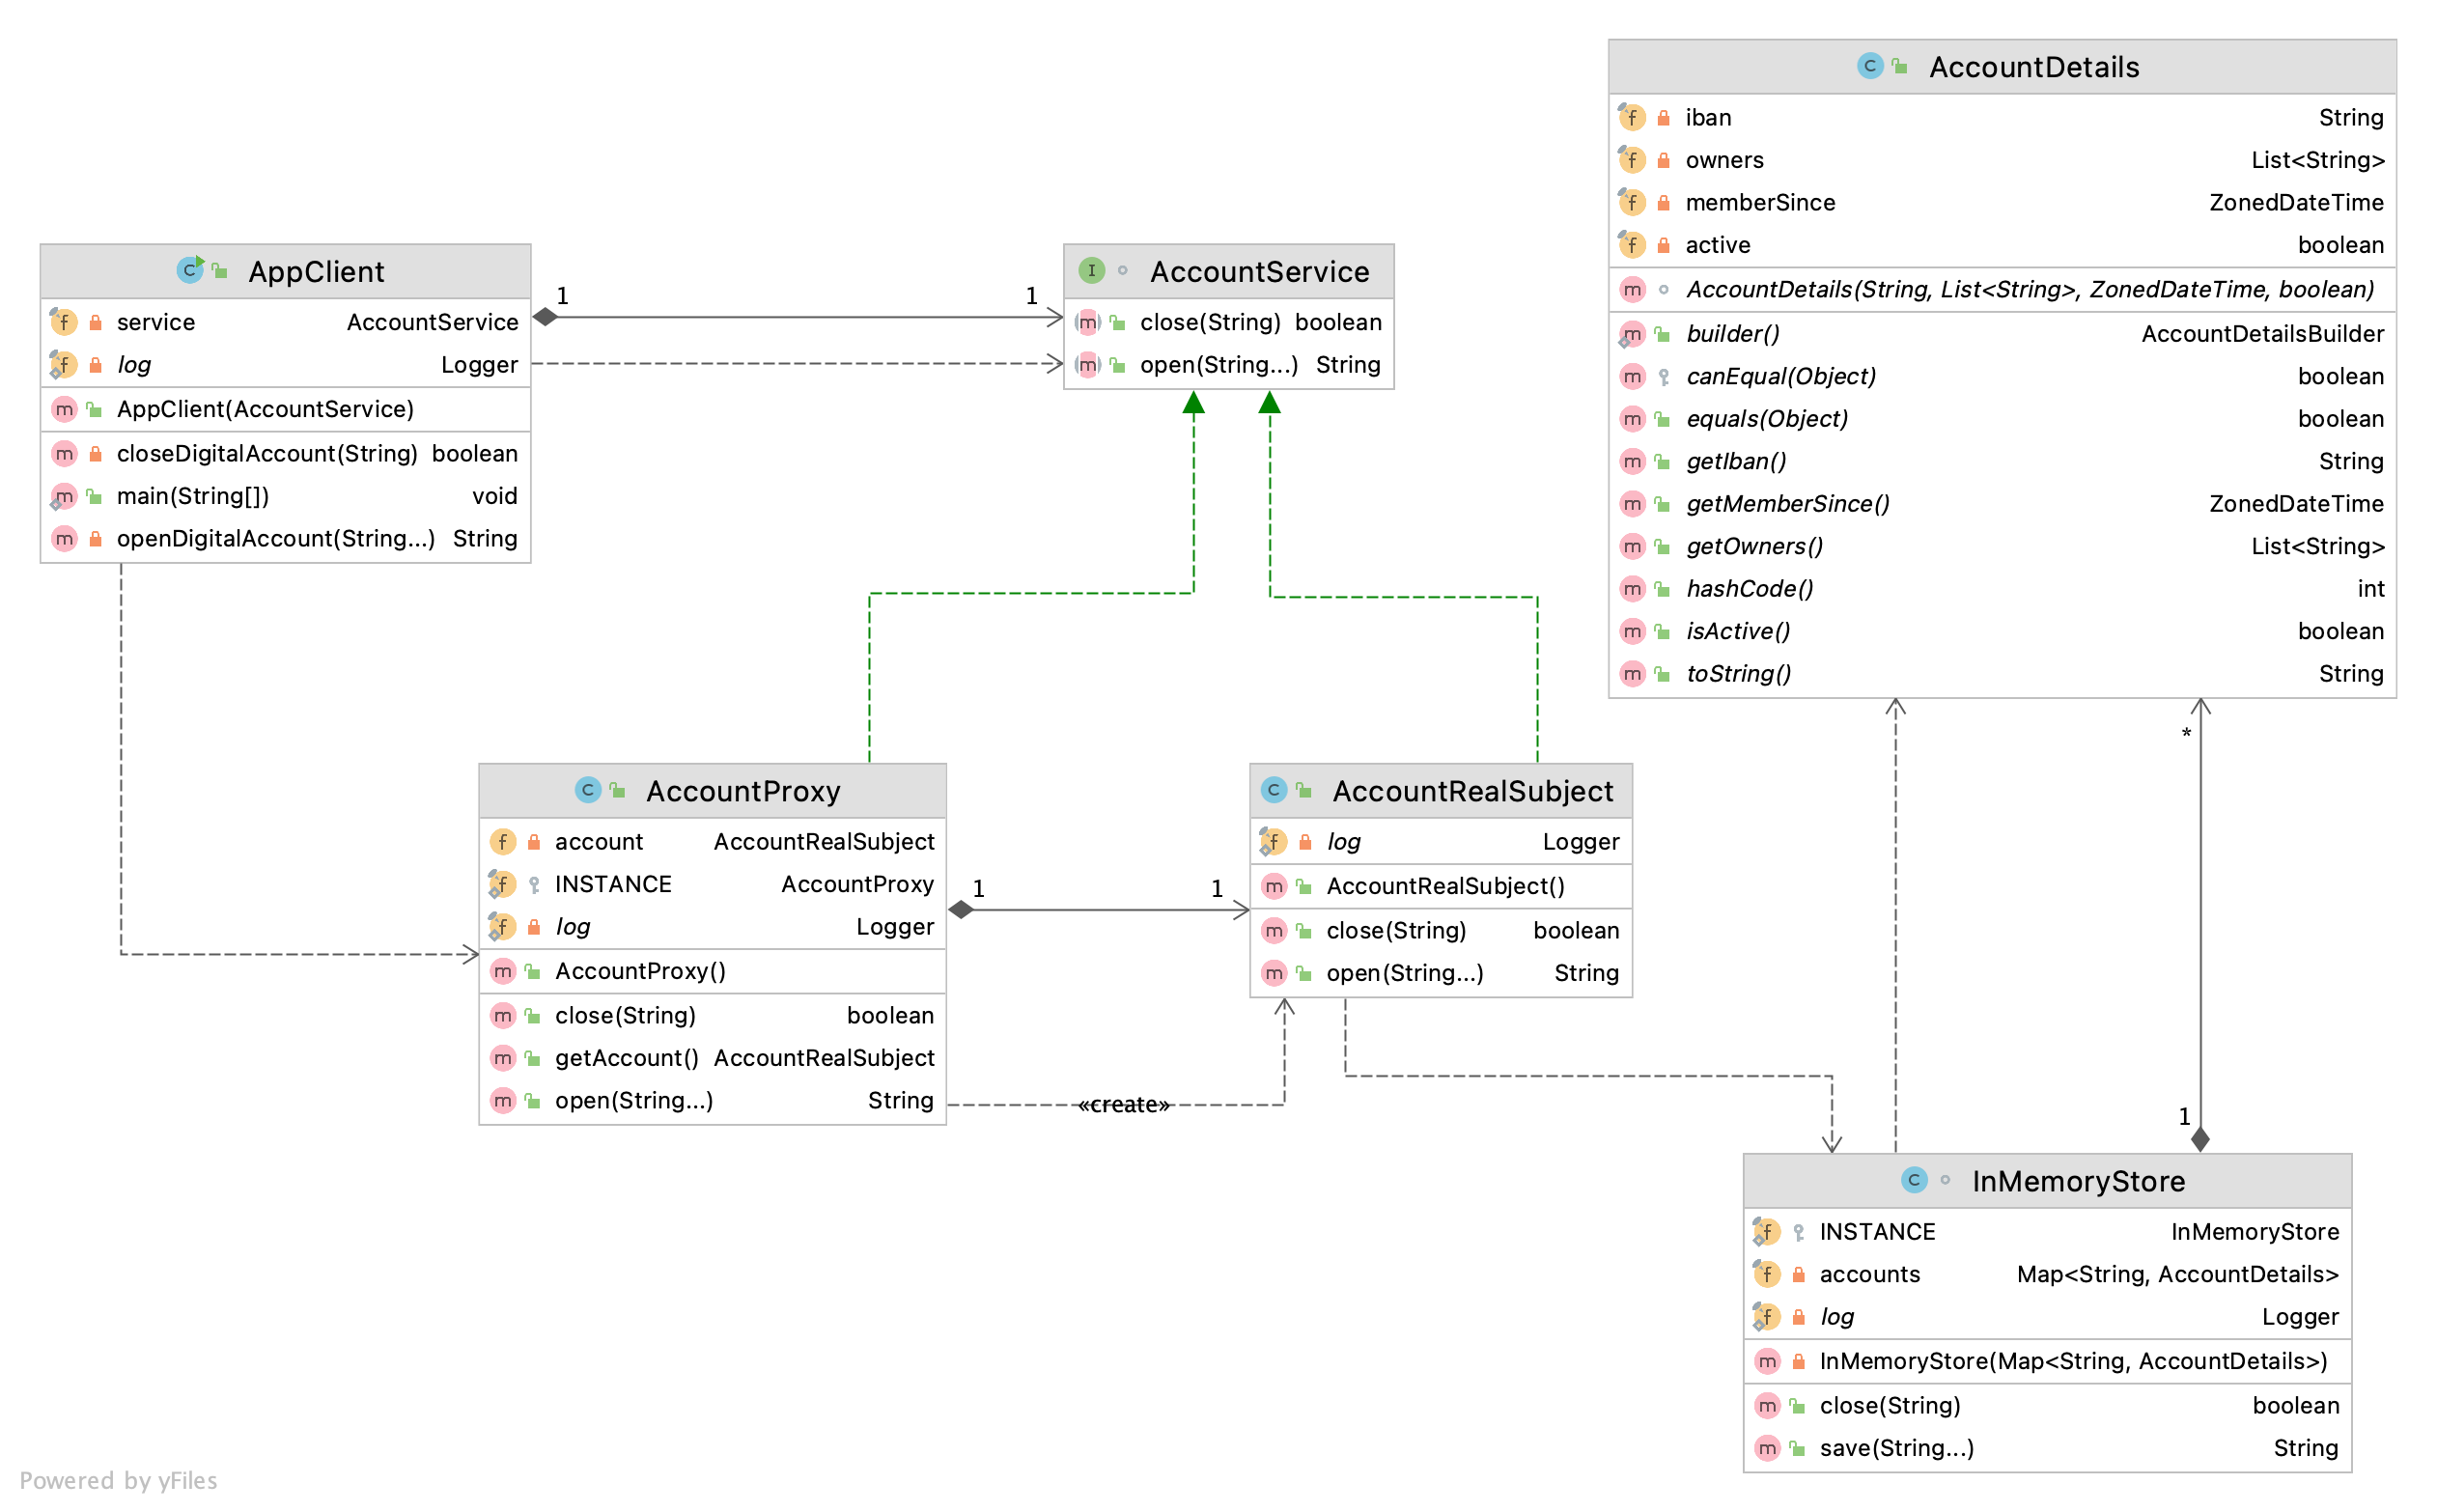 AccountDetails
iban String
owners List<String>
memberSince ZonedDateTime
active boolean
AccountDetails(String, List<String>, ZonedDateTime, boolean)
builder() AccountDetailsBuilder
canEqual(Object) boolean
equals(Object) boolean
getIban() String
getMemberSince() ZonedDateTime
getOwners() List<String>
hashCode() int
isActive() boolean
toString() String
AppClient
service AccountService
log Logger
AppClient(AccountService)
closeDigitalAccount(String) boolean
main(String[]) void
openDigitalAccount(String...) String
1 1
AccountService
close(String) boolean
open(String...) String
AccountProxy
account AccountRealSubject
INSTANCE AccountProxy
log Logger
AccountProxy()
close(String) boolean
getAccount() AccountRealSubject
open(String...) String
1 1
«create»
AccountRealSubject
log Logger
AccountRealSubject()
close(String) boolean
open(String...) String
*
1
InMemoryStore
INSTANCE InMemoryStore
accounts Map<String, AccountDetails>
log Logger
InMemoryStore(Map<String, AccountDetails>)
close(String) boolean
save(String...) String
Powered by yFiles